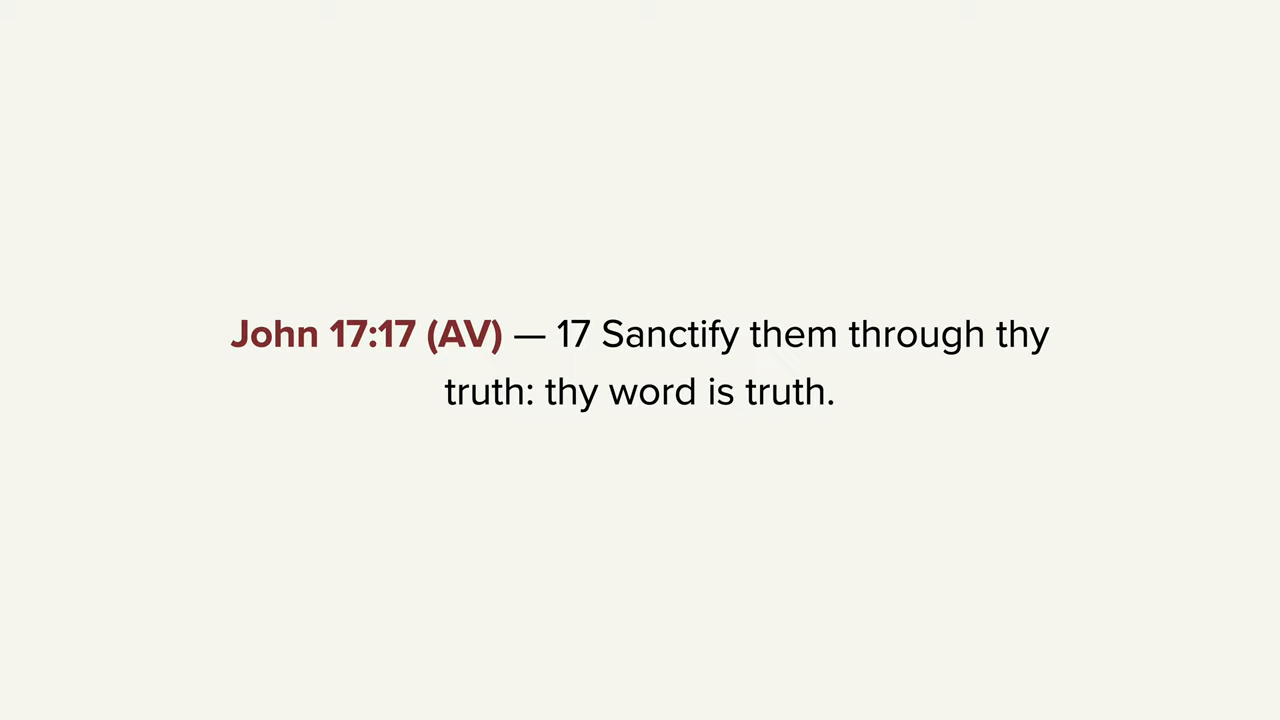 John 17:17 (AV) — 17 Sanctify them through thy
truth: thy word is truth.